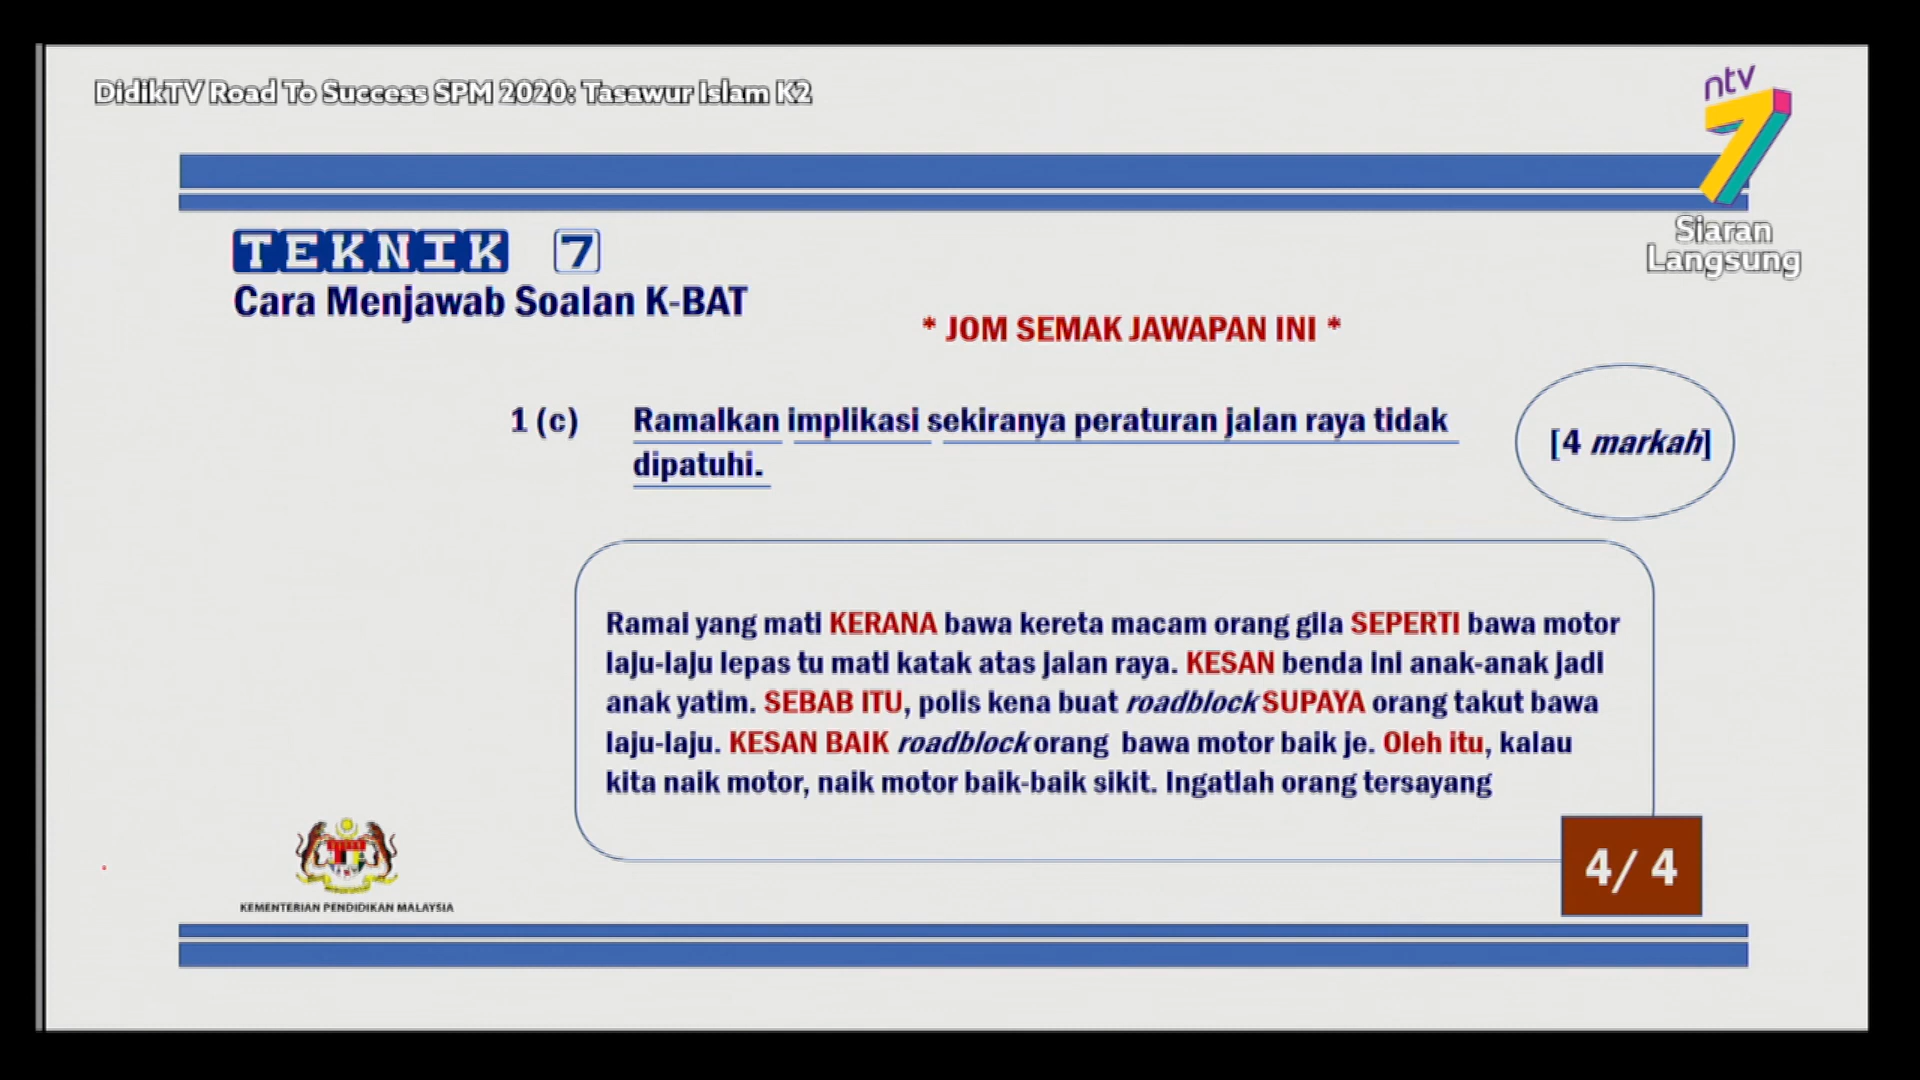 DidikTV Road To Success SPM 2020: Tasawur Islam K2
ntv
7
Siaran
Langsung
TEKNIK 7
Cara Menjawab Soalan K-BAT
* JOM SEMAK JAWAPAN INI *
1 (c) Ramalkan implikasi sekiranya peraturan jalan raya tidak
dipatuhi.
[4 markah]
Ramai yang mati KERANA bawa kereta macam orang gila SEPERTI bawa motor
laju-laju lepas tu mati katak atas jalan raya. KESAN benda ini anak-anak jadi
anak yatim. SEBAB ITU, polis kena buat roadblock SUPAYA orang takut bawa
laju-laju. KESAN BAIK roadblock orang bawa motor baik je. Oleh itu, kalau
kita naik motor, naik motor baik-baik sikit. Ingatlah orang tersayang
4/ 4
KEMENTERIAN PENDIDIKAN MALAYSIA